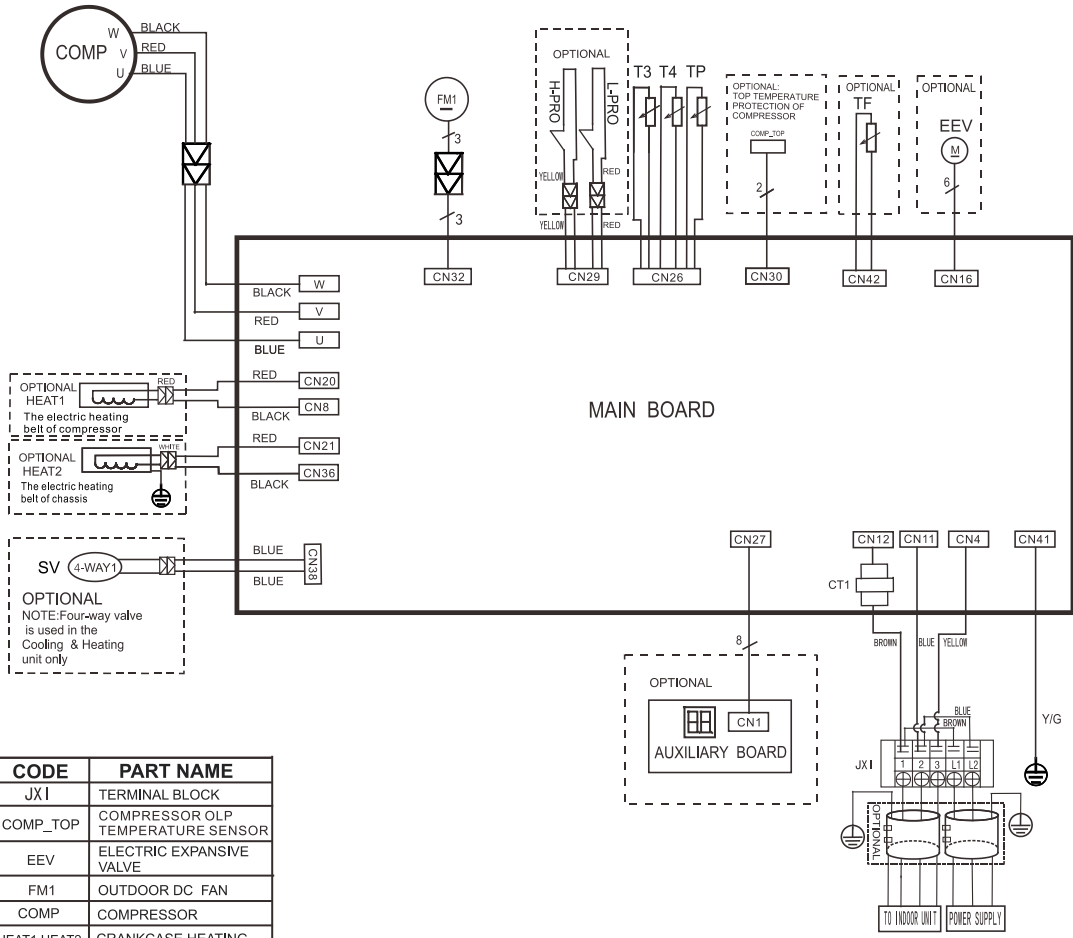 W BLACK
COMP V RED
U BLUE
FM1
3
3
OPTIONAL
H-PRO
L-PRO
YELLOW RED
YELLOW RED
T3 T4 TP
OPTIONAL:
TOP TEMPERATURE
PROTECTION OF
COMPRESSOR
COMP_TOP
2
OPTIONAL
TF
OPTIONAL
EEV
M
6
CN32
CN29
CN26
CN30
CN42
CN16
BLACK W
RED V
BLUE U
OPTIONAL
HEAT1
RED
The electric heating
belt of compressor
RED CN20
BLACK CN8
OPTIONAL
HEAT2
WHITE
The electric heating
belt of chassis
RED CN21
BLACK CN36
MAIN BOARD
SV 4-WAY1
OPTIONAL
NOTE:Four-way valve
is used in the
Cooling & Heating
unit only
BLUE
BLUE
CN38
CN27
CN12
CN11
CN4
CN41
CT1
8
BROWN BLUE YELLOW
OPTIONAL
CN1
AUXILIARY BOARD
BLUE
BROWN
Y/G
JX1
1 2 3 L1 L2
OPTIONAL
TO INDOOR UNIT
POWER SUPPLY
CODE PART NAME
JX1 TERMINAL BLOCK
COMP_TOP COMPRESSOR OLP
TEMPERATURE SENSOR
EEV ELECTRIC EXPANSIVE
VALVE
FM1 OUTDOOR DC FAN
COMP COMPRESSOR
HEAT1,HEAT2 CRANKCASE HEATING